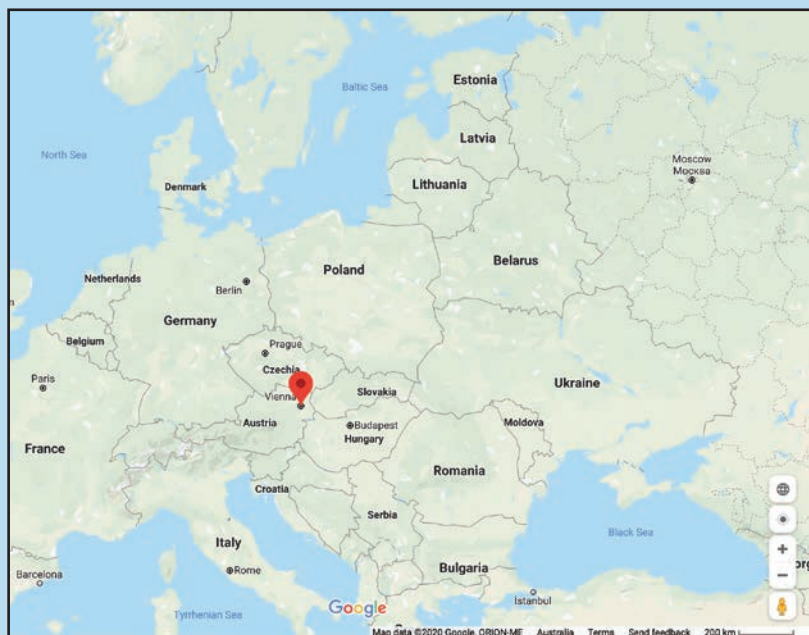 Estonia
Baltic Sea
Latvia
North Sea
Moscow
Москва
Denmark
Lithuania
Belarus
Poland
Netherlands
Berlin
Germany
Belgium
Prague
Czechia
Paris
Vienna
Slovakia
Ukraine
Austria
Budapest
Hungary
Moldova
France
Romania
Croatia
Serbia
Italy
Black Sea
Bulgaria
Barcelona
Rome
Istanbul
Google
Tyrrhenian Sea
Map data ©2020 Google, ORION-ME Australia Terms Send feedback 200 km